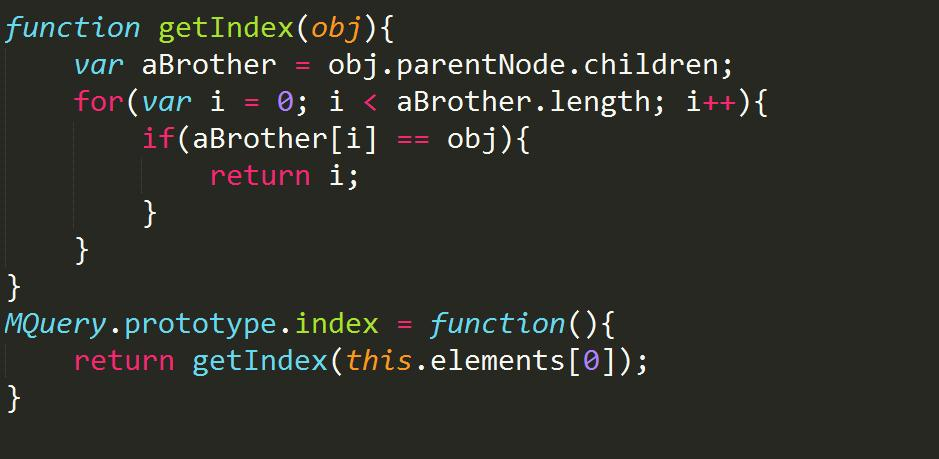 function getIndex(obj){
    var aBrother = obj.parentNode.children;
    for(var i = 0; i < aBrother.length; i++){
        if(aBrother[i] == obj){
            return i;
        }
    }
}
MQuery.prototype.index = function(){
    return getIndex(this.elements[0]);
}